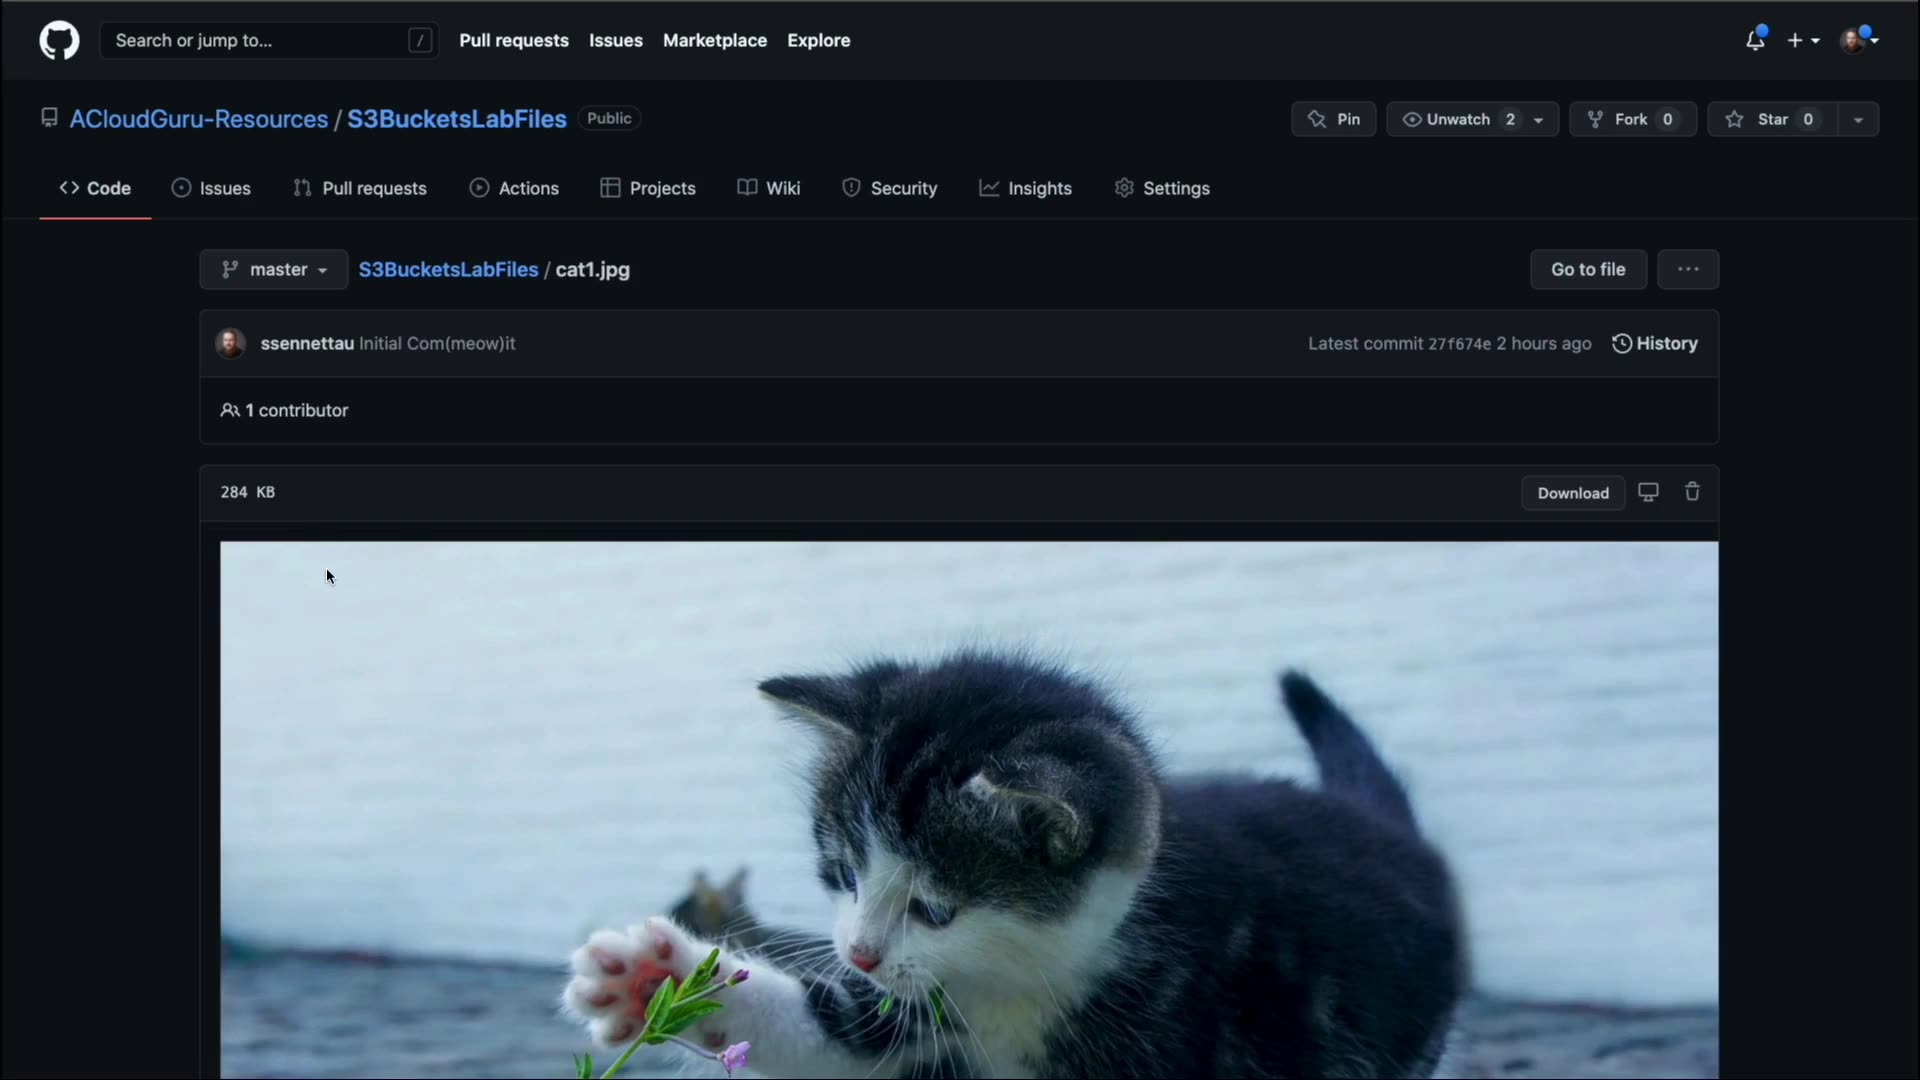 Search or jump to... /
Pull requests Issues Marketplace Explore
ACloudGuru-Resources / S3BucketsLabFiles Public
Pin Unwatch 2 Fork 0 Star 0
Code Issues Pull requests Actions Projects Wiki Security Insights Settings
master S3BucketsLabFiles / cat1.jpg Go to file ...
ssennettau Initial Com(meow)it Latest commit 27f674e 2 hours ago History
1 contributor
284 KB Download